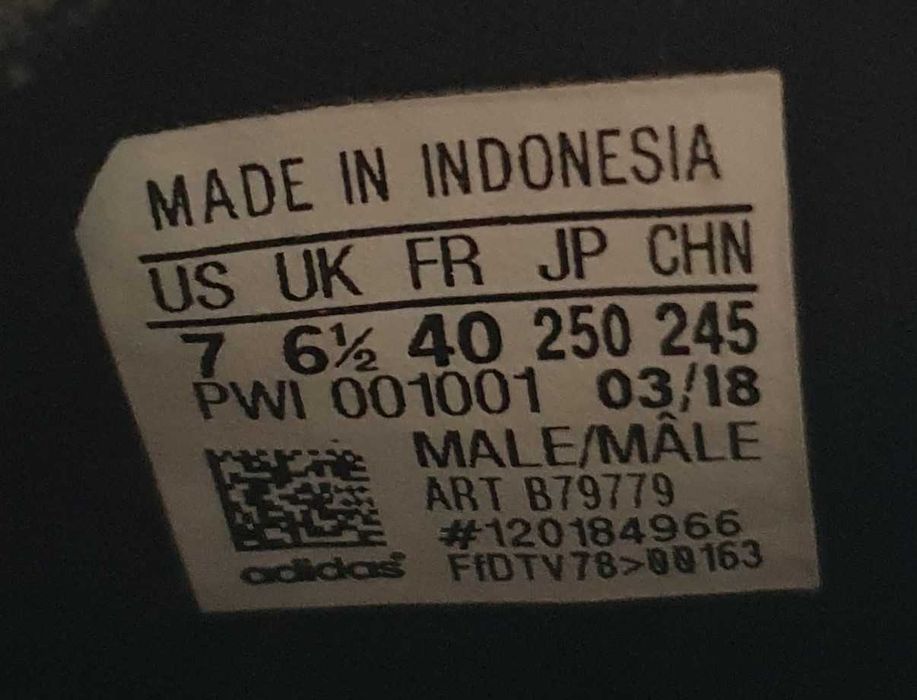 MADE IN INDONESIA
US UK FR JP CHN
7 6½ 40 250 245
PWI 001001 03/18
MALE/MÂLE
ART B79779
#120184966
adidas
FfDTV78>00163